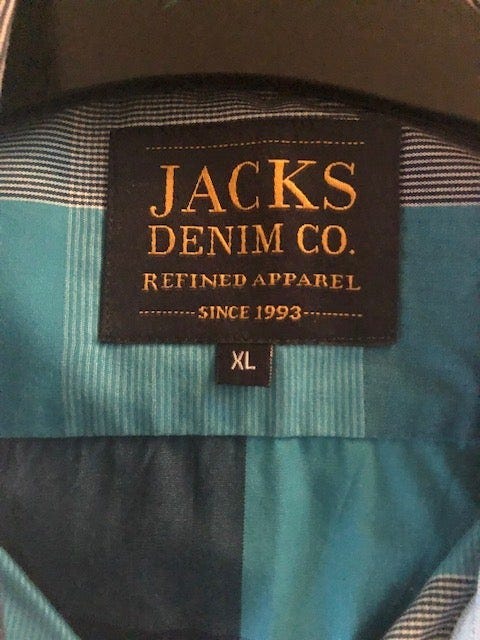 JACKS
DENIM CO.
REFINED APPAREL
SINCE 1993
XL